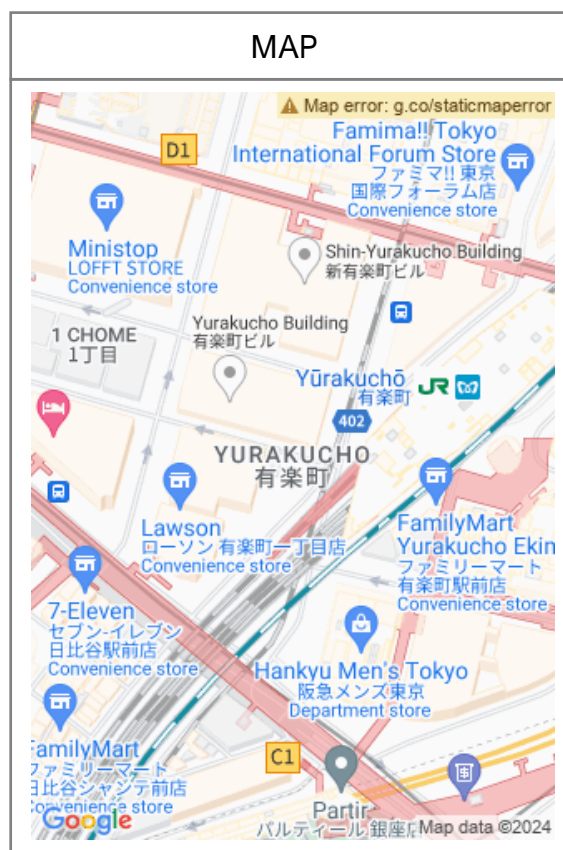 MAP
Map error: g.co/staticmaperror
D1
Famima!! Tokyo
International Forum Store
ファミマ!! 東京
国際フォーラム店
Convenience store
Ministop
LOFFT STORE
Convenience store
Shin-Yurakucho Building
新有楽町ビル
1 CHOME
1丁目
Yurakucho Building
有楽町ビル
Yūrakuchō
有楽町
JR
402
YURAKUCHO
有楽町
Lawson
ローソン 有楽町一丁目店
Convenience store
FamilyMart
Yurakucho Ekin
ファミリーマート
有楽町駅前店
Convenience store
7-Eleven
セブン-イレブン
日比谷駅前店
Convenience store
Hankyu Men's Tokyo
阪急メンズ東京
Department store
FamilyMart
ファミリーマート
日比谷シャンテ前店
Convenience store
C1
Partir
パルティール 銀座店
Google
Map data ©2024